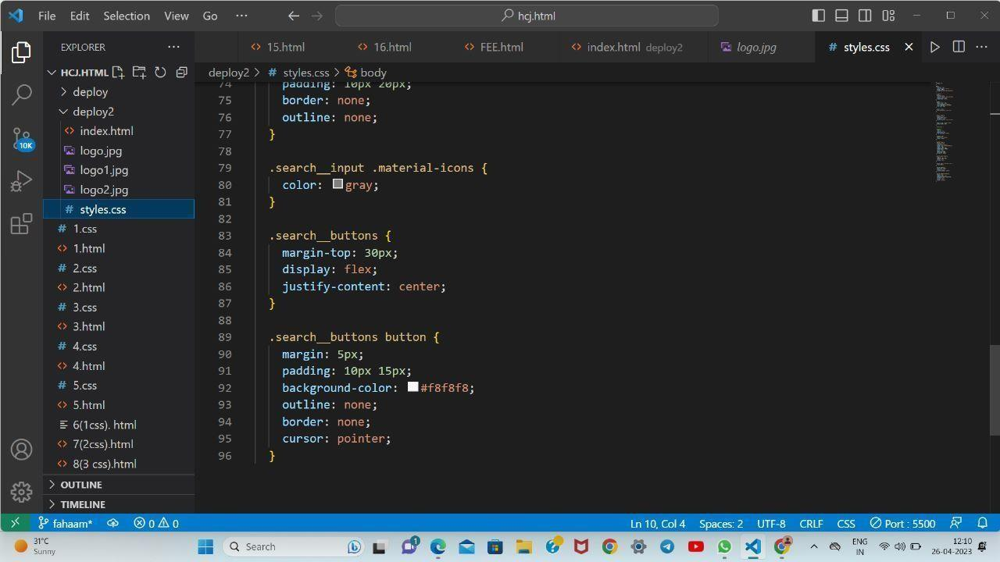 File Edit Selection View Go ··· hcj.html
EXPLORER ···
15.html 16.html FEE.html index.html deploy2 logo.jpg styles.css
HCJ.HTML
deploy2 > # styles.css > body
deploy
deploy2
index.html
logo.jpg
logo1.jpg
logo2.jpg
# styles.css
# 1.css
1.html
# 2.css
2.html
# 3.css
3.html
# 4.css
4.html
# 5.css
5.html
6(1css). html
7(2css).html
8(3 css).html
OUTLINE
TIMELINE
74 padding: 10px 20px;
75 border: none;
76 outline: none;
77 }
78
79 .search__input .material-icons {
80 color: gray;
81 }
82
83 .search__buttons {
84 margin-top: 30px;
85 display: flex;
86 justify-content: center;
87 }
88
89 .search__buttons button {
90 margin: 5px;
91 padding: 10px 15px;
92 background-color: #f8f8f8;
93 outline: none;
94 border: none;
95 cursor: pointer;
96 }
10K
fahaam* 0 0 Ln 10, Col 4 Spaces: 2 UTF-8 CRLF CSS Port : 5500
31°C
Sunny
Search
1
ENG
IN
12:10
26-04-2023